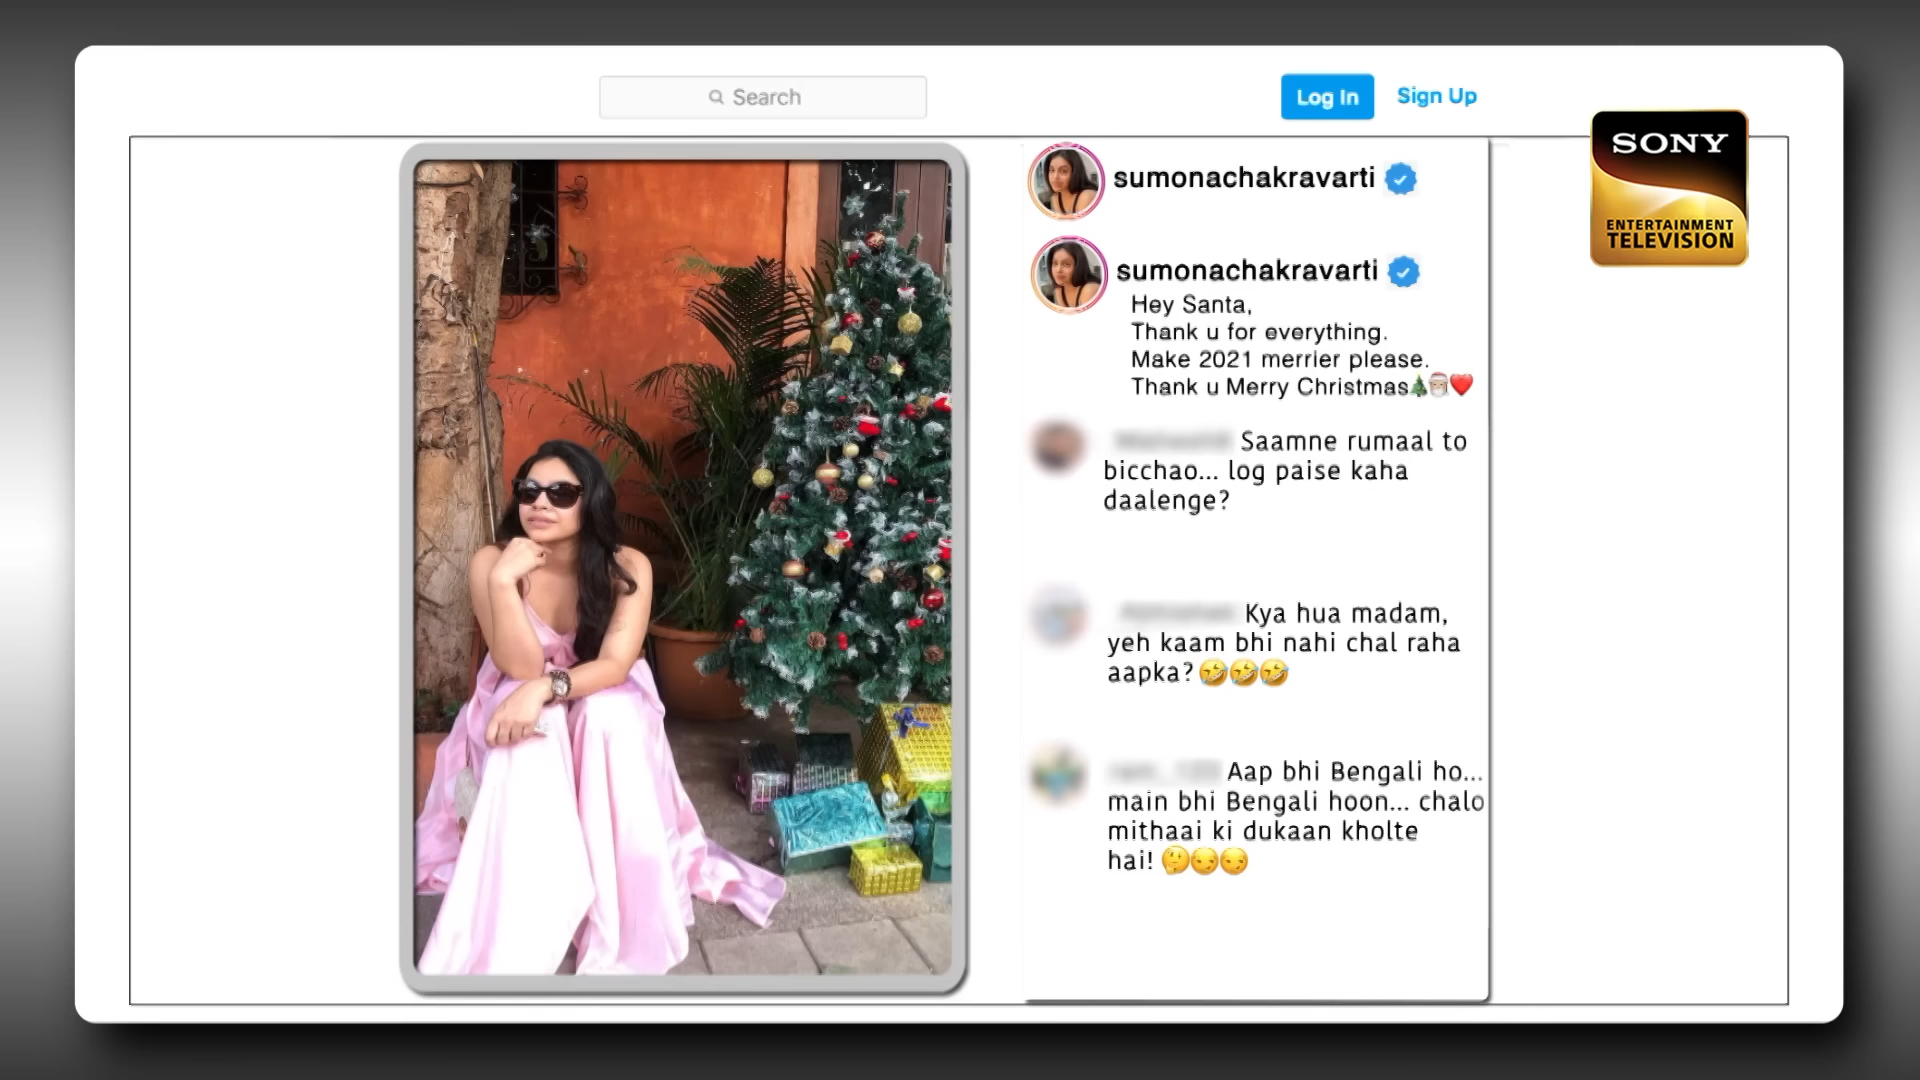 Search
Log In
Sign Up
SONY
ENTERTAINMENT
TELEVISION
sumonachakravarti
sumonachakravarti
Hey Santa,
Thank u for everything.
Make 2021 merrier please.
Thank u Merry Christmas🎄🎅❤️
Saamne rumaal to
bicchao... log paise kaha
daalenge?
Kya hua madam,
yeh kaam bhi nahi chal raha
aapka?🤣🤣🤣
Aap bhi Bengali ho...
main bhi Bengali hoon... chalo
mithaai ki dukaan kholte
hai! 🤔😏😏